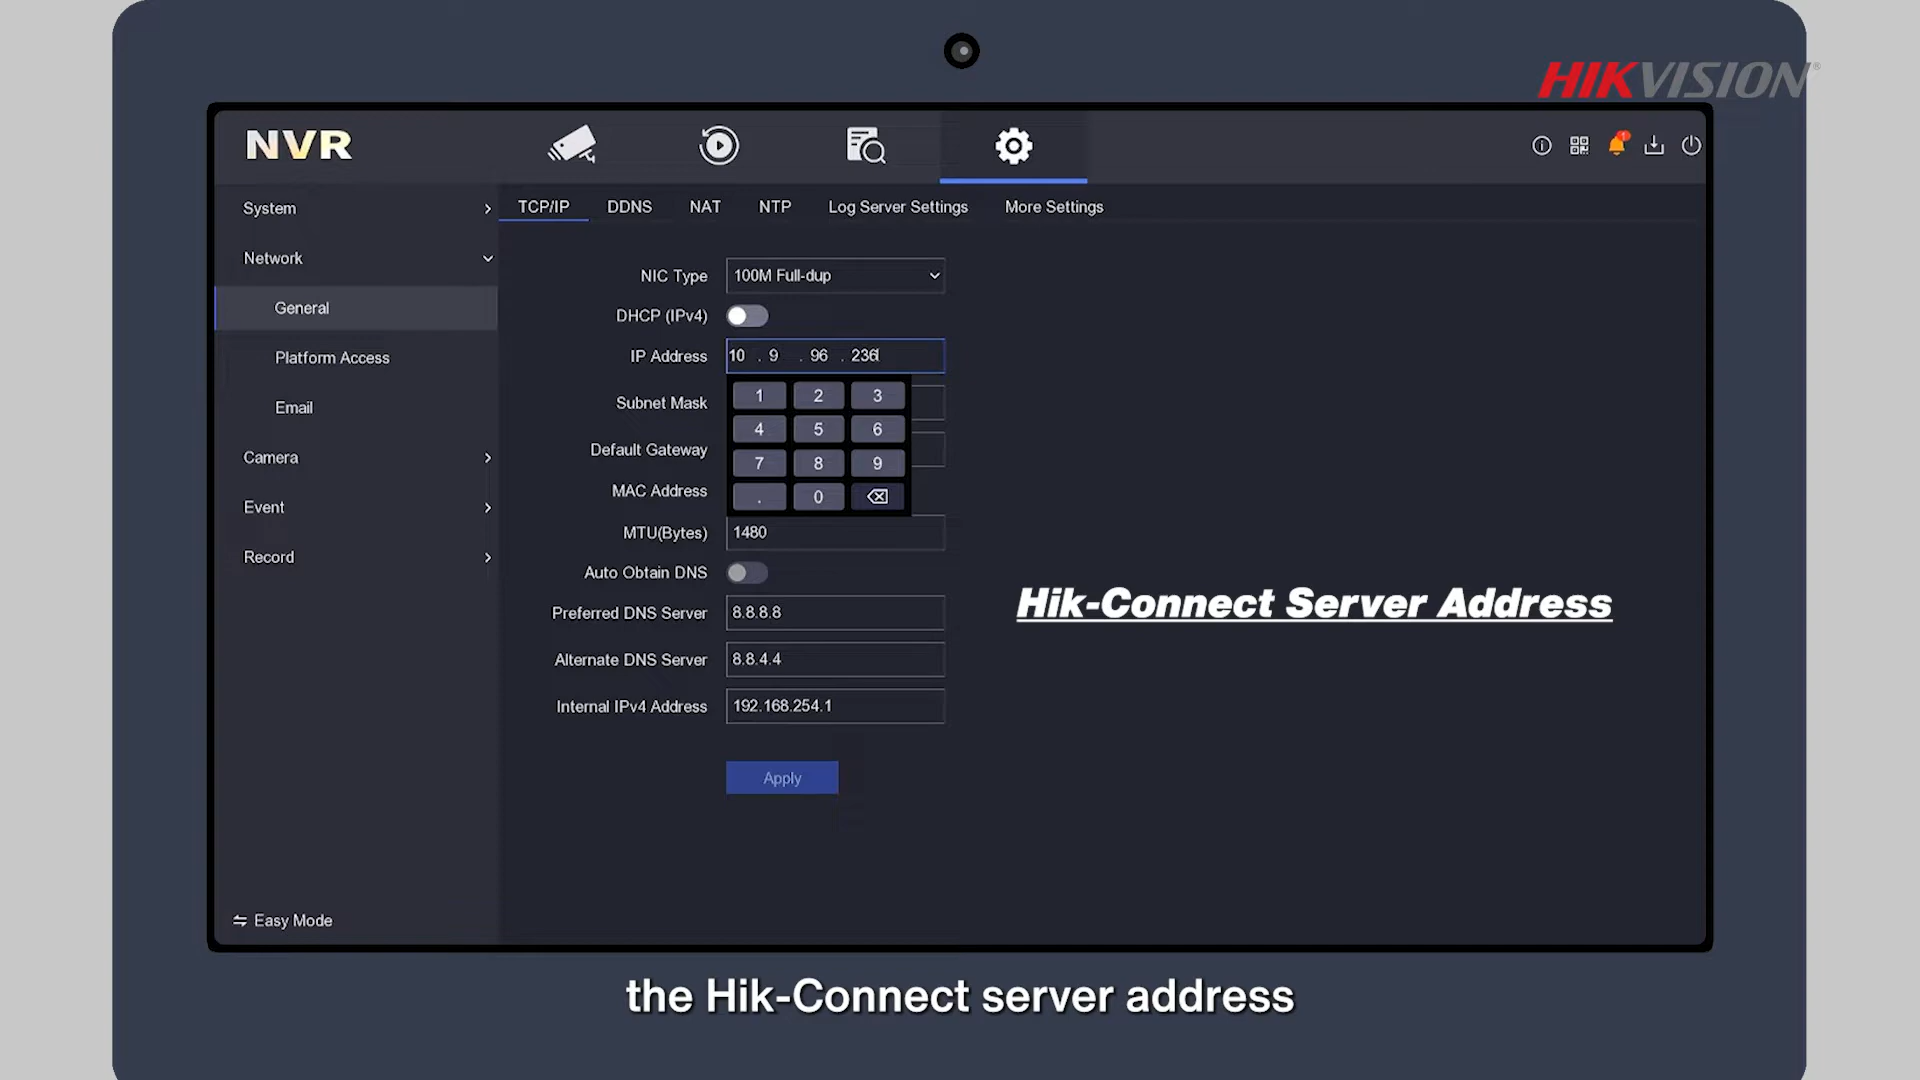 HIKVISION®
NVR
System
Network
General
Platform Access
Email
Camera
Event
Record
Easy Mode
TCP/IP DDNS NAT NTP Log Server Settings More Settings
NIC Type 100M Full-dup
DHCP (IPv4)
IP Address 10 . 9 . 96 . 236
Subnet Mask
Default Gateway
MAC Address
1 2 3
4 5 6
7 8 9
. 0
MTU(Bytes) 1480
Auto Obtain DNS
Preferred DNS Server 8.8.8.8
Alternate DNS Server 8.8.4.4
Internal IPv4 Address 192.168.254.1
Apply
Hik-Connect Server Address
the Hik-Connect server address